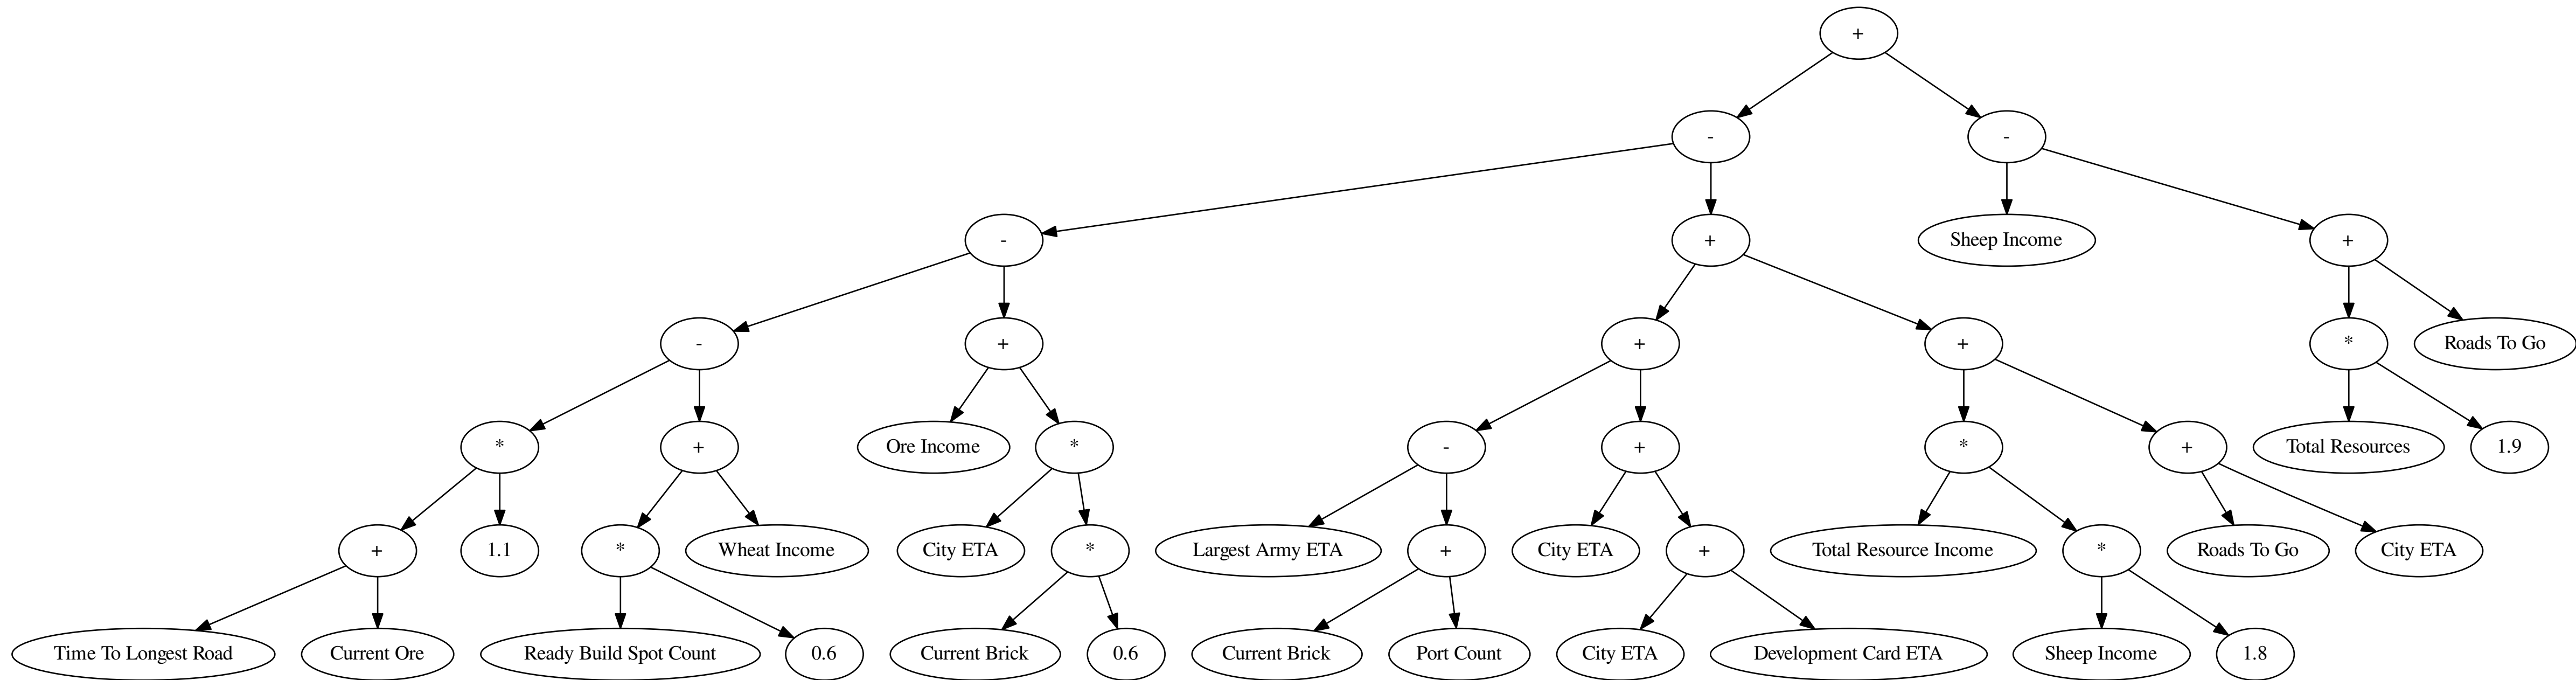 +
-
-
-
+
Sheep Income
+
-
+
+
+
*
Roads To Go
*
+
Ore Income
*
-
+
*
+
Total Resources
1.9
+
1.1
*
Wheat Income
City ETA
*
Largest Army ETA
+
City ETA
+
Total Resource Income
*
Roads To Go
City ETA
Time To Longest Road
Current Ore
Ready Build Spot Count
0.6
Current Brick
0.6
Current Brick
Port Count
City ETA
Development Card ETA
Sheep Income
1.8